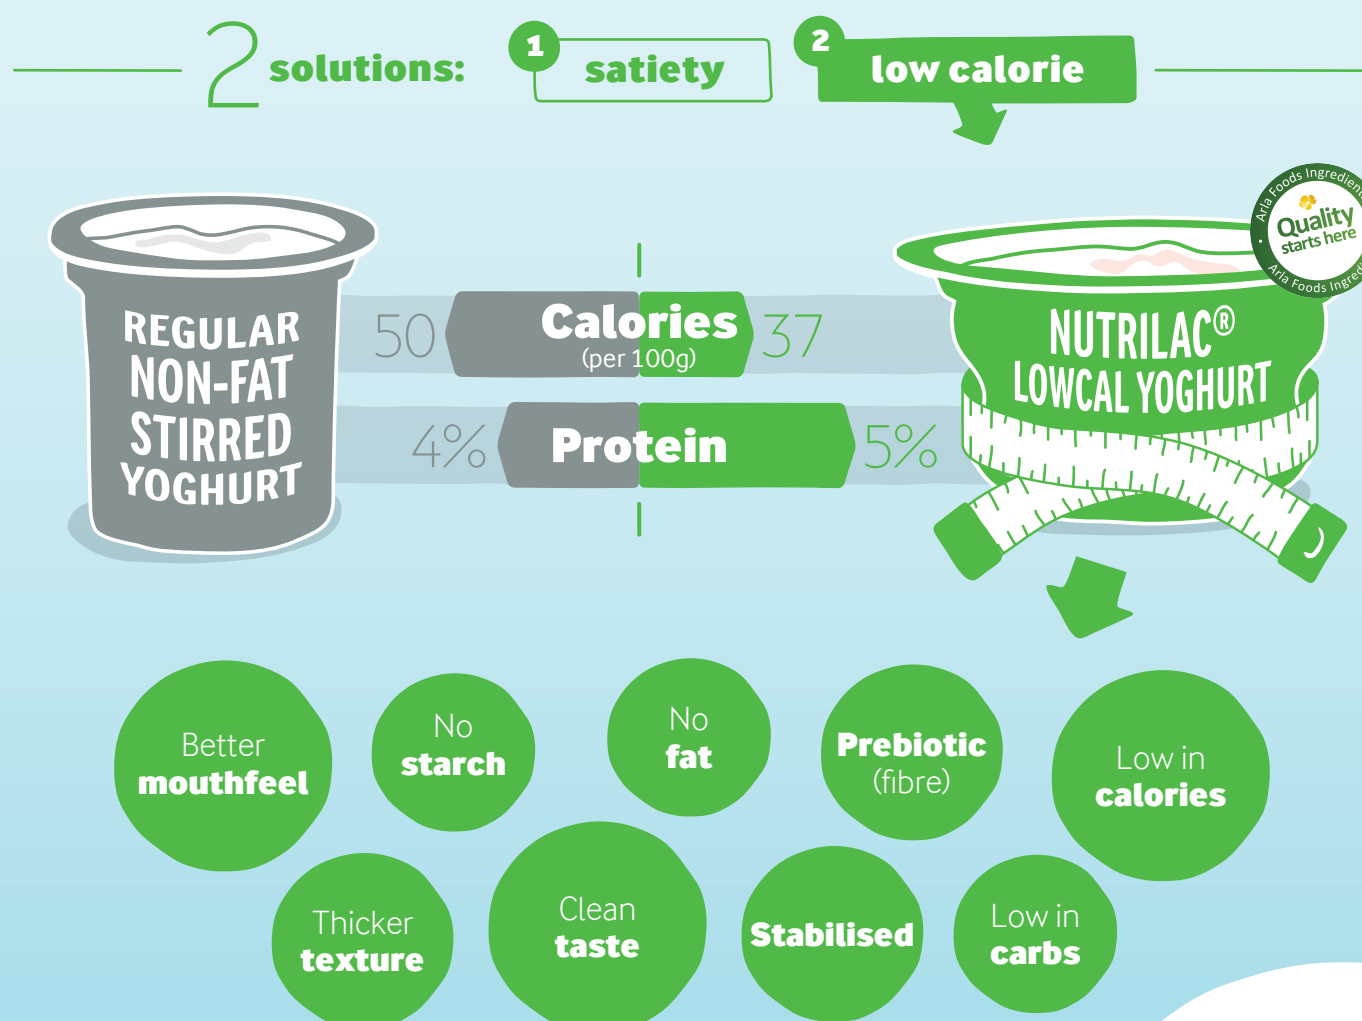 2 solutions:
1
satiety
2
low calorie
Arla Foods Ingredien
Quality
starts here
Arla Foods Ingredi
REGULAR
NON-FAT
STIRRED
YOGHURT
50
Calories
(per 100g)
37
4%
Protein
5%
NUTRILAC®
LOWCAL YOGHURT
Better
mouthfeel
No
starch
No
fat
Prebiotic
(fibre)
Low in
calories
Thicker
texture
Clean
taste
Stabilised
Low in
carbs